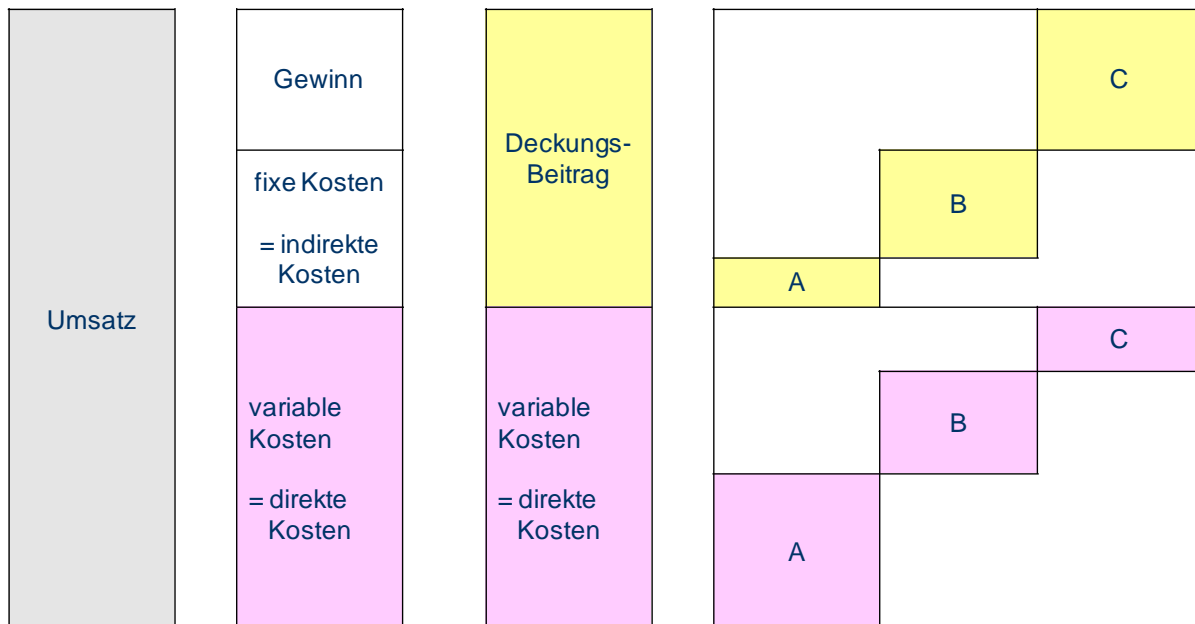 Umsatz
Gewinn
fixe Kosten
= indirekte
Kosten
variable
Kosten
= direkte
Kosten
Deckungs-
Beitrag
variable
Kosten
= direkte
Kosten
C
B
A
C
B
A